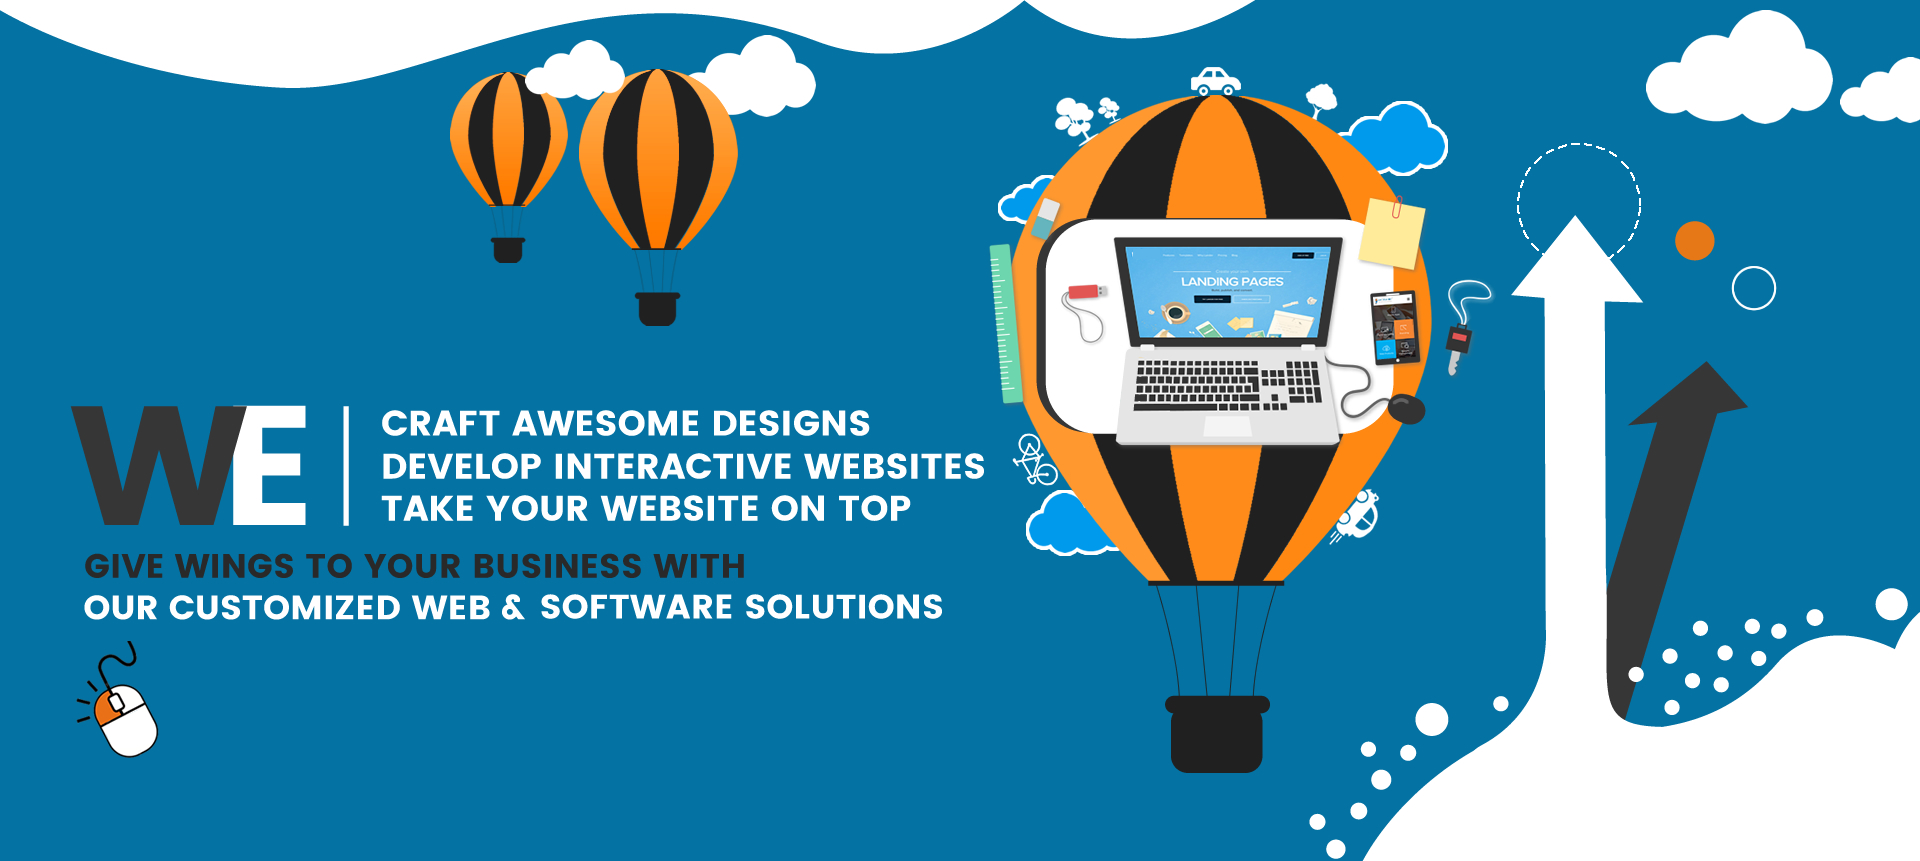 WE
CRAFT AWESOME DESIGNS
DEVELOP INTERACTIVE WEBSITES
TAKE YOUR WEBSITE ON TOP
GIVE WINGS TO YOUR BUSINESS WITH
OUR CUSTOMIZED WEB & SOFTWARE SOLUTIONS
LANDING PAGES